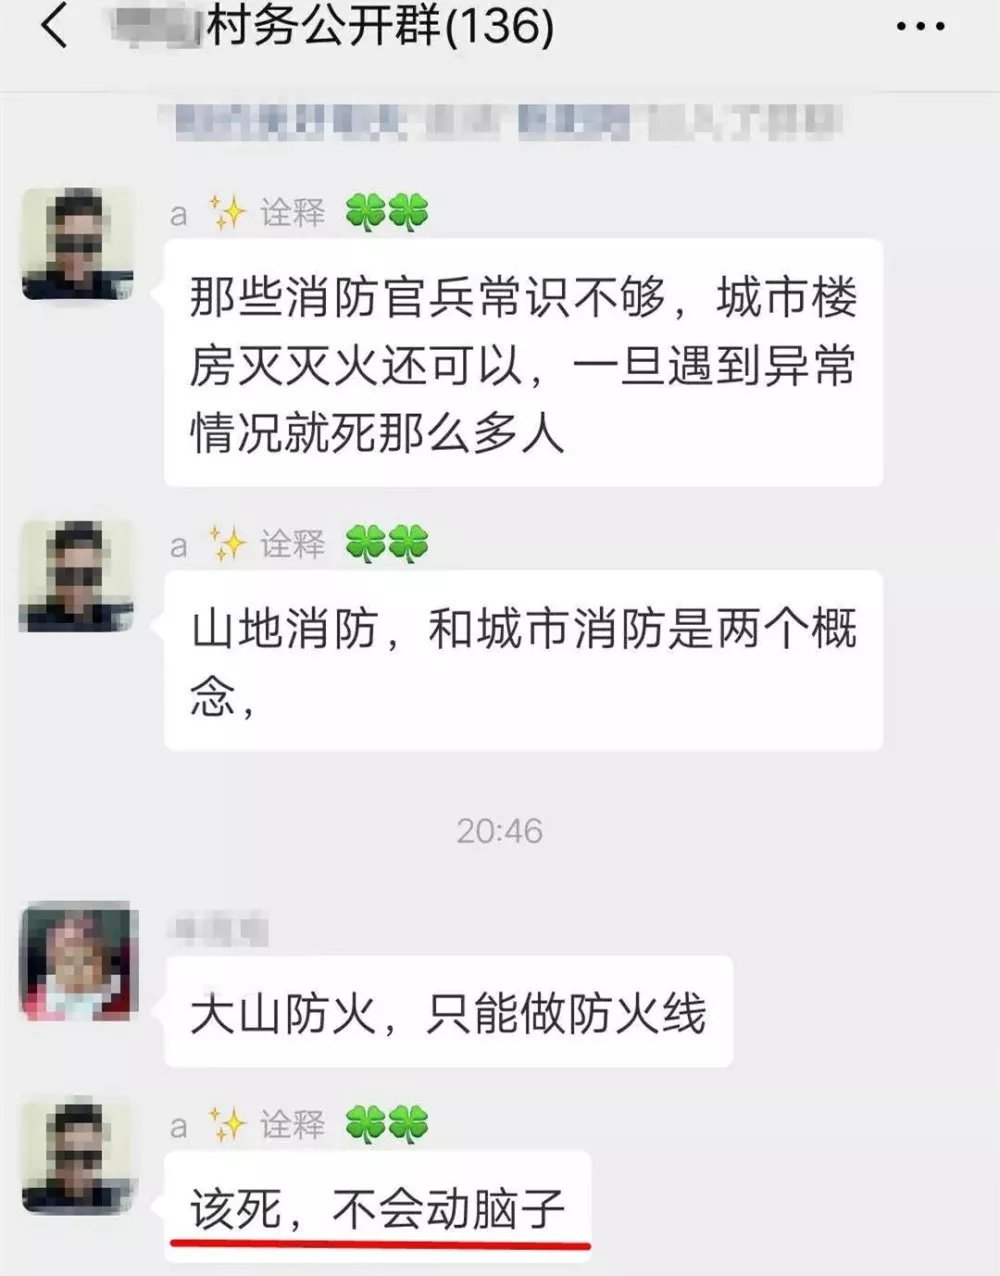 村务公开群(136)
a ✨ 诠释 🍀🍀
那些消防官兵常识不够，城市楼
房灭灭火还可以，一旦遇到异常
情况就死那么多人
a ✨ 诠释 🍀🍀
山地消防，和城市消防是两个概
念，
20:46
大山防火，只能做防火线
a ✨ 诠释 🍀🍀
该死，不会动脑子